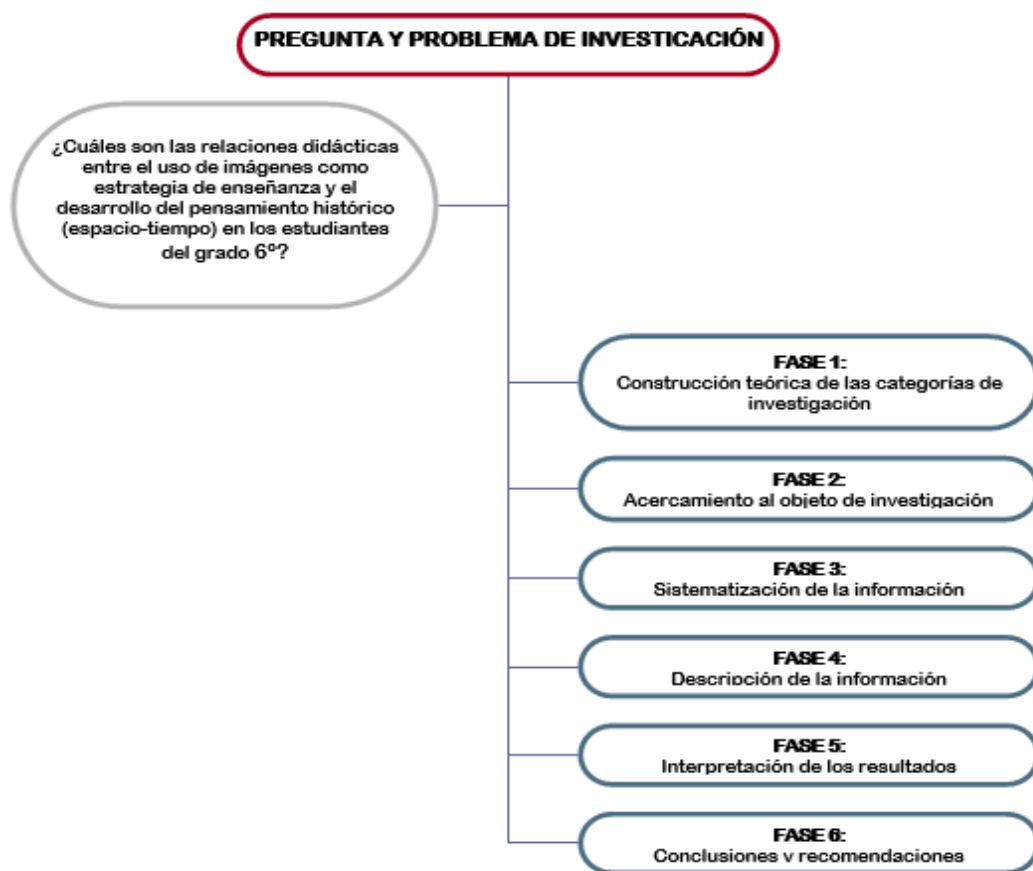 PREGUNTA Y PROBLEMA DE INVESTICACIÓN
¿Cuáles son las relaciones didácticas
entre el uso de imágenes como
estrategia de enseñanza y el
desarrollo del pensamiento histórico
(espacio-tiempo) en los estudiantes
del grado 6º?
FASE 1:
Construcción teórica de las categorías de
investigación
FASE 2:
Acercamiento al objeto de investigación
FASE 3:
Sistematización de la información
FASE 4:
Descripción de la información
FASE 5:
Interpretación de los resultados
FASE 6:
Conclusiones y recomendaciones